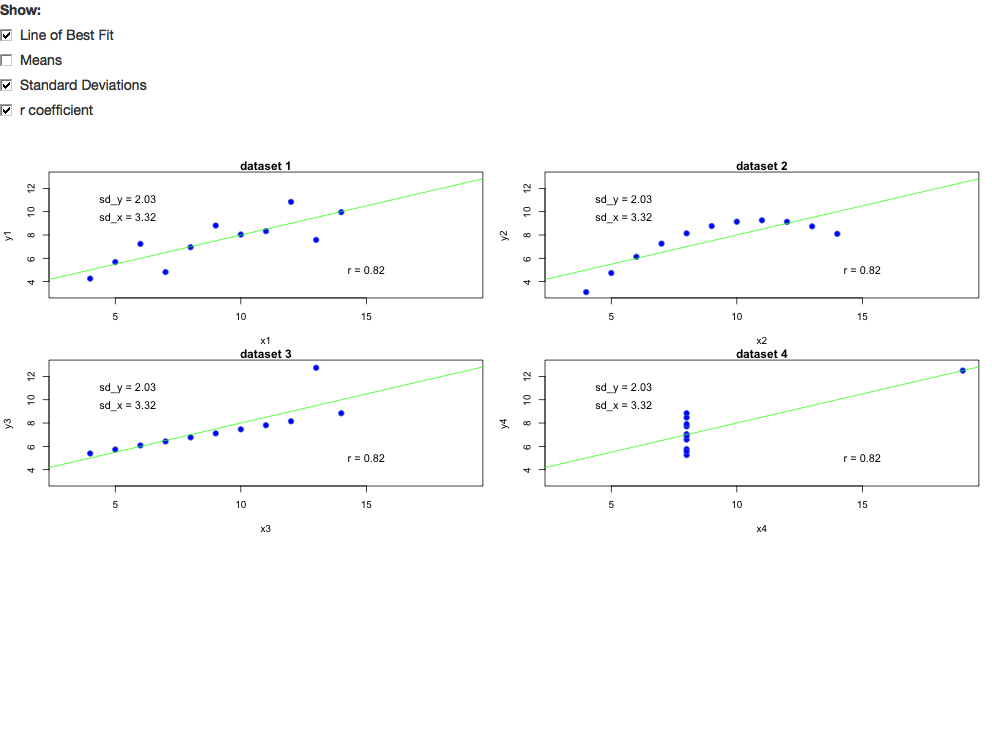 Show:
Line of Best Fit
Means
Standard Deviations
r coefficient
dataset 1
sd_y = 2.03
sd_x = 3.32
r = 0.82
y1
4 6 8 10 12
5 10 15
x1
dataset 2
sd_y = 2.03
sd_x = 3.32
r = 0.82
y2
4 6 8 10 12
5 10 15
x2
dataset 3
sd_y = 2.03
sd_x = 3.32
r = 0.82
y3
4 6 8 10 12
5 10 15
x3
dataset 4
sd_y = 2.03
sd_x = 3.32
r = 0.82
y4
4 6 8 10 12
5 10 15
x4